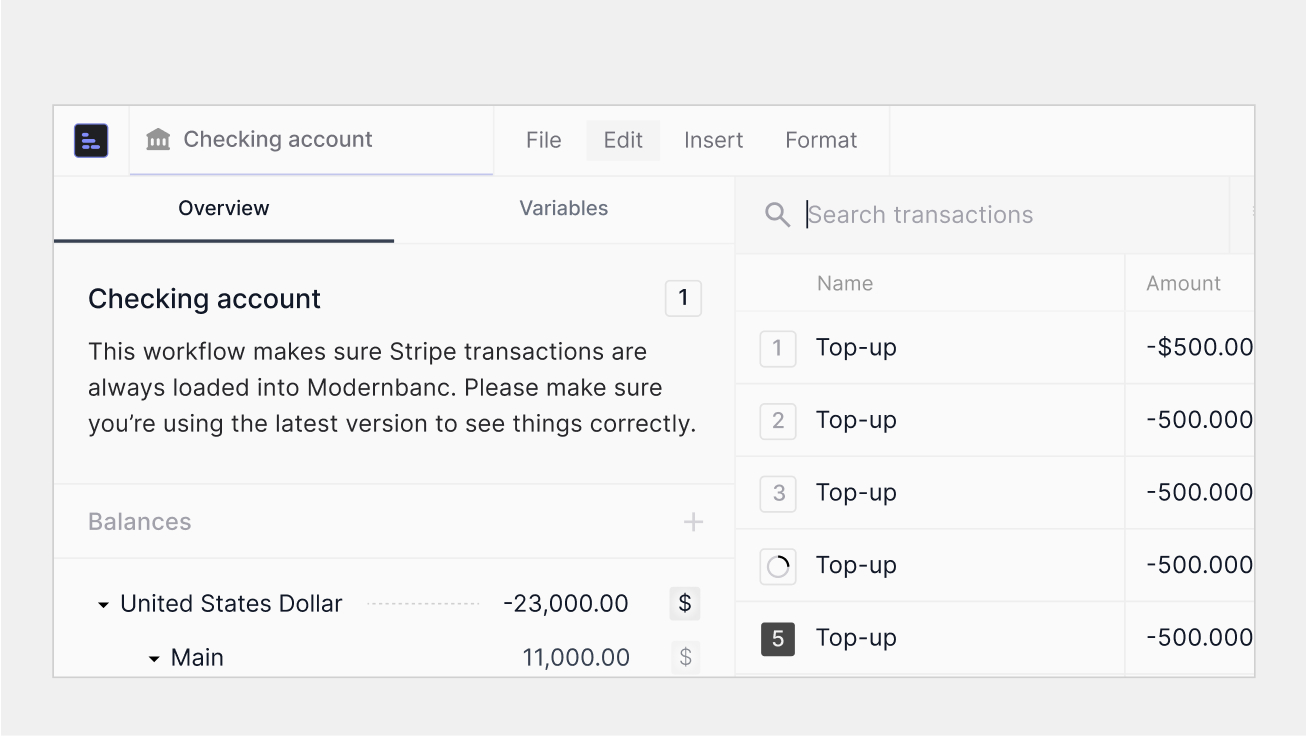 Checking account
File Edit Insert Format
Overview Variables
Checking account 1
This workflow makes sure Stripe transactions are
always loaded into Modernbanc. Please make sure
you’re using the latest version to see things correctly.
Balances +
United States Dollar -23,000.00 $
Main 11,000.00 $
Search transactions
Name Amount
1 Top-up -$500.00
2 Top-up -500.000
3 Top-up -500.000
Top-up -500.000
5 Top-up -500.000